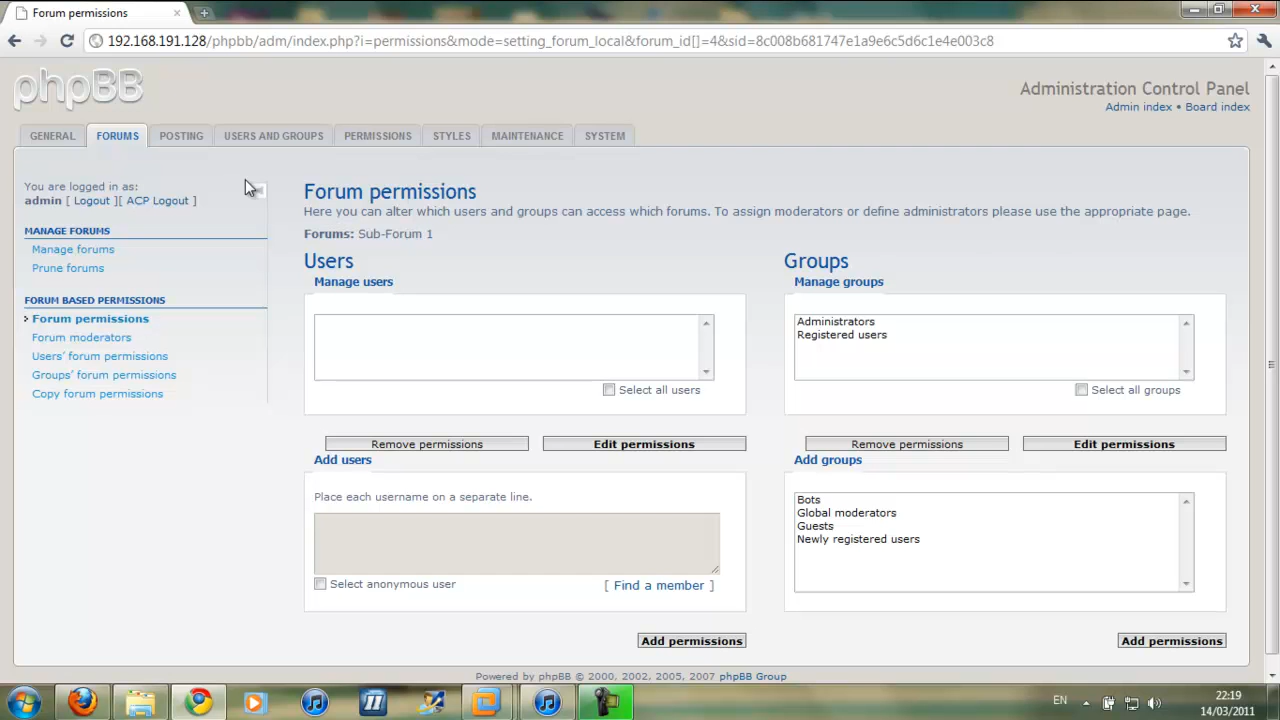 Forum permissions
192.168.191.128/phpbb/adm/index.php?i=permissions&mode=setting_forum_local&forum_id[]=4&sid=8c008b681747e1a9e6c5d6c1e4e003c8
phpBB
Administration Control Panel
Admin index • Board index
GENERAL FORUMS POSTING USERS AND GROUPS PERMISSIONS STYLES MAINTENANCE SYSTEM
You are logged in as:
admin [ Logout ][ ACP Logout ]
MANAGE FORUMS
Manage forums
Prune forums
FORUM BASED PERMISSIONS
Forum permissions
Forum moderators
Users’ forum permissions
Groups’ forum permissions
Copy forum permissions
Forum permissions
Here you can alter which users and groups can access which forums. To assign moderators or define administrators please use the appropriate page.
Forums: Sub-Forum 1
Users
Manage users
Select all users
Remove permissions Edit permissions
Add users
Place each username on a separate line.
Select anonymous user [ Find a member ]
Add permissions
Groups
Manage groups
Administrators
Registered users
Select all groups
Remove permissions Edit permissions
Add groups
Bots
Global moderators
Guests
Newly registered users
Add permissions
Powered by phpBB © 2000, 2002, 2005, 2007 phpBB Group
EN
22:19
14/03/2011